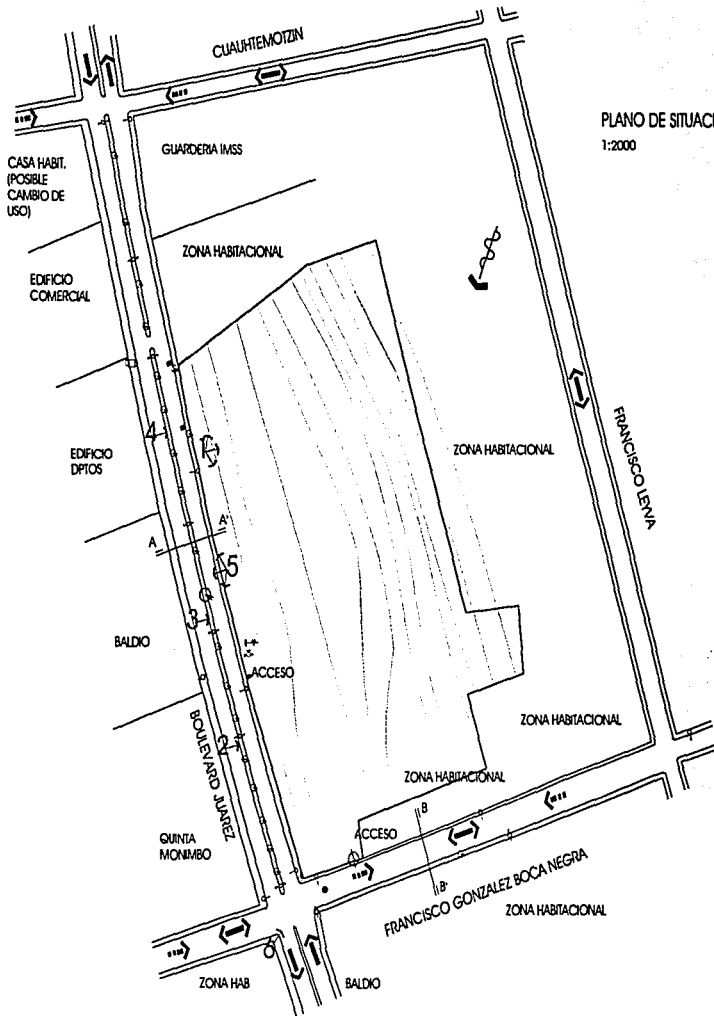 CUAUHTEMOTZIN
PLANO DE SITUACI
1:2000
GUARDERIA IMSS
CASA HABIT.
(POSIBLE
CAMBIO DE
USO)
ZONA HABITACIONAL
EDIFICIO
COMERCIAL
FRANCISCO LEYVA
4
1
EDIFICIO
DPTOS
ZONA HABITACIONAL
A
A'
5
3
BALDIO
ACCESO
BOULEVARD JUAREZ
2
ZONA HABITACIONAL
ZONA HABITACIONAL
B
ACCESO
QUINTA
MONIMBO
B'
FRANCISCO GONZALEZ BOCA NEGRA
ZONA HABITACIONAL
6
ZONA HAB
BALDIO